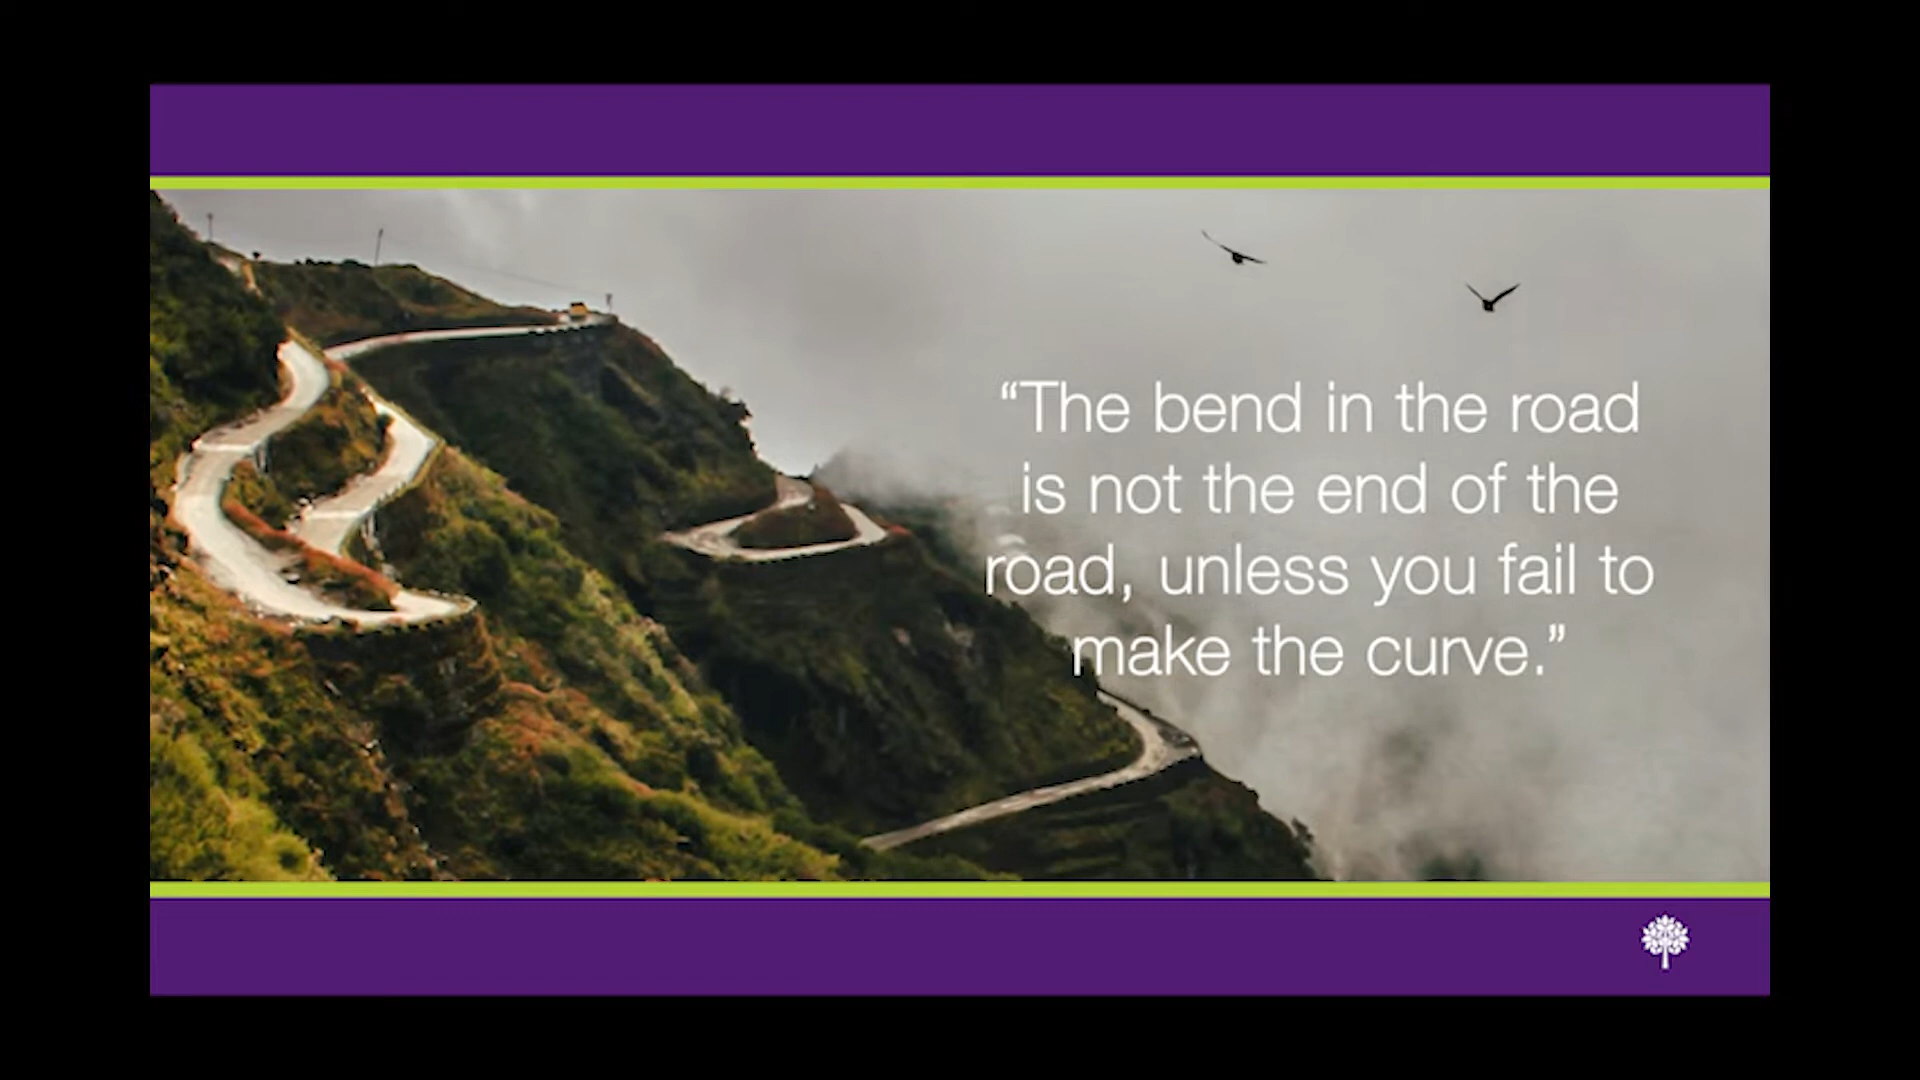 “The bend in the road
is not the end of the
road, unless you fail to
make the curve.”